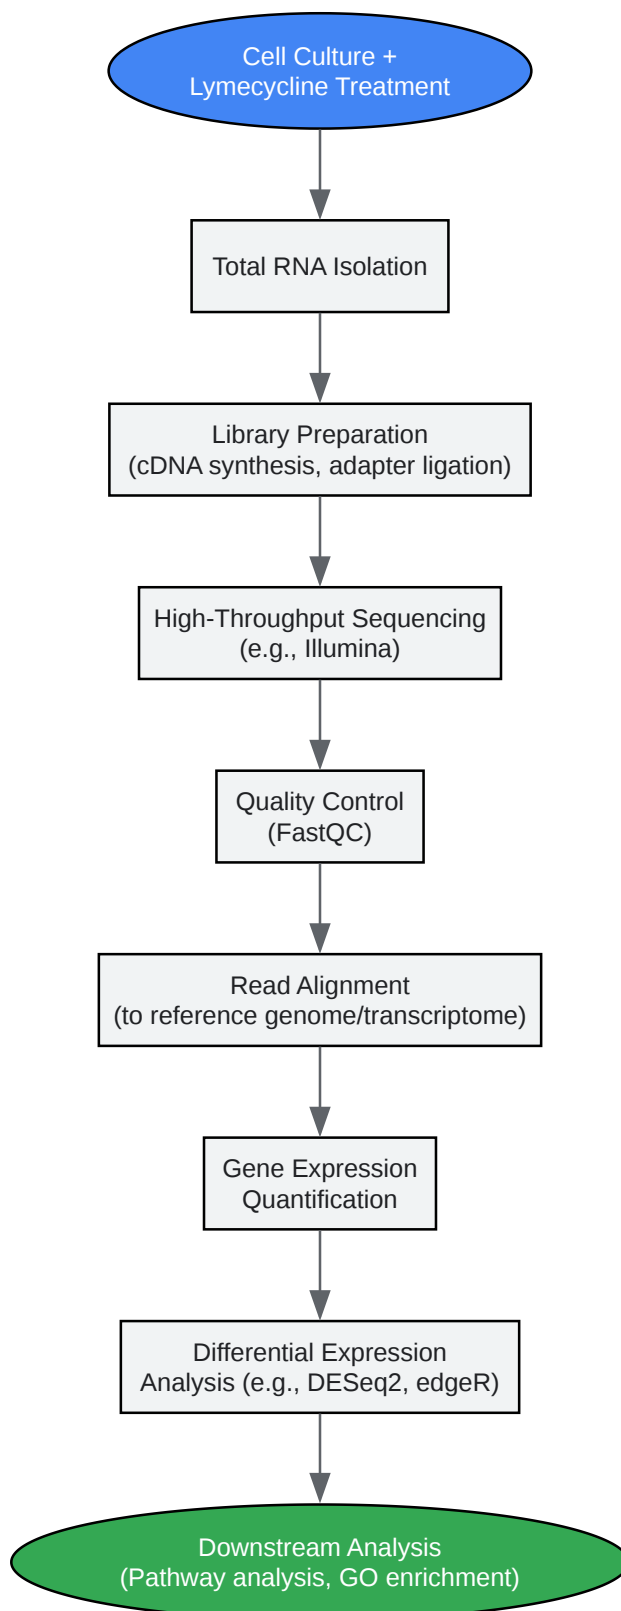 Cell Culture +
Lymecycline Treatment
Total RNA Isolation
Library Preparation
(cDNA synthesis, adapter ligation)
High-Throughput Sequencing
(e.g., Illumina)
Quality Control
(FastQC)
Read Alignment
(to reference genome/transcriptome)
Gene Expression
Quantification
Differential Expression
Analysis (e.g., DESeq2, edgeR)
Downstream Analysis
(Pathway analysis, GO enrichment)